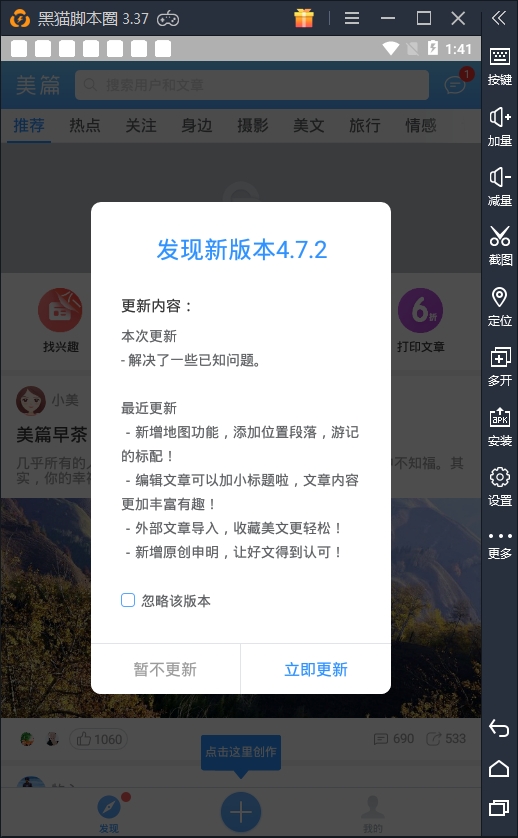 黑猫脚本圈 3.37
1:41
美篇
搜索用户和文章
1
推荐 热点 关注 身边 摄影 美文 旅行 情感
发现新版本4.7.2
更新内容：
本次更新
- 解决了一些已知问题。
最近更新
- 新增地图功能，添加位置段落，游记
的标配！
- 编辑文章可以加小标题啦，文章内容
更加丰富有趣！
- 外部文章导入，收藏美文更轻松！
- 新增原创申明，让好文得到认可！
忽略该版本
暂不更新
立即更新
找兴趣
6折
打印文章
小美
美篇早茶
几乎所有的
不知福。其
实，你的幸
1060
690
533
点击这里创作
发现
我的
按键
加量
减量
截图
定位
多开
APK
安装
设置
更多